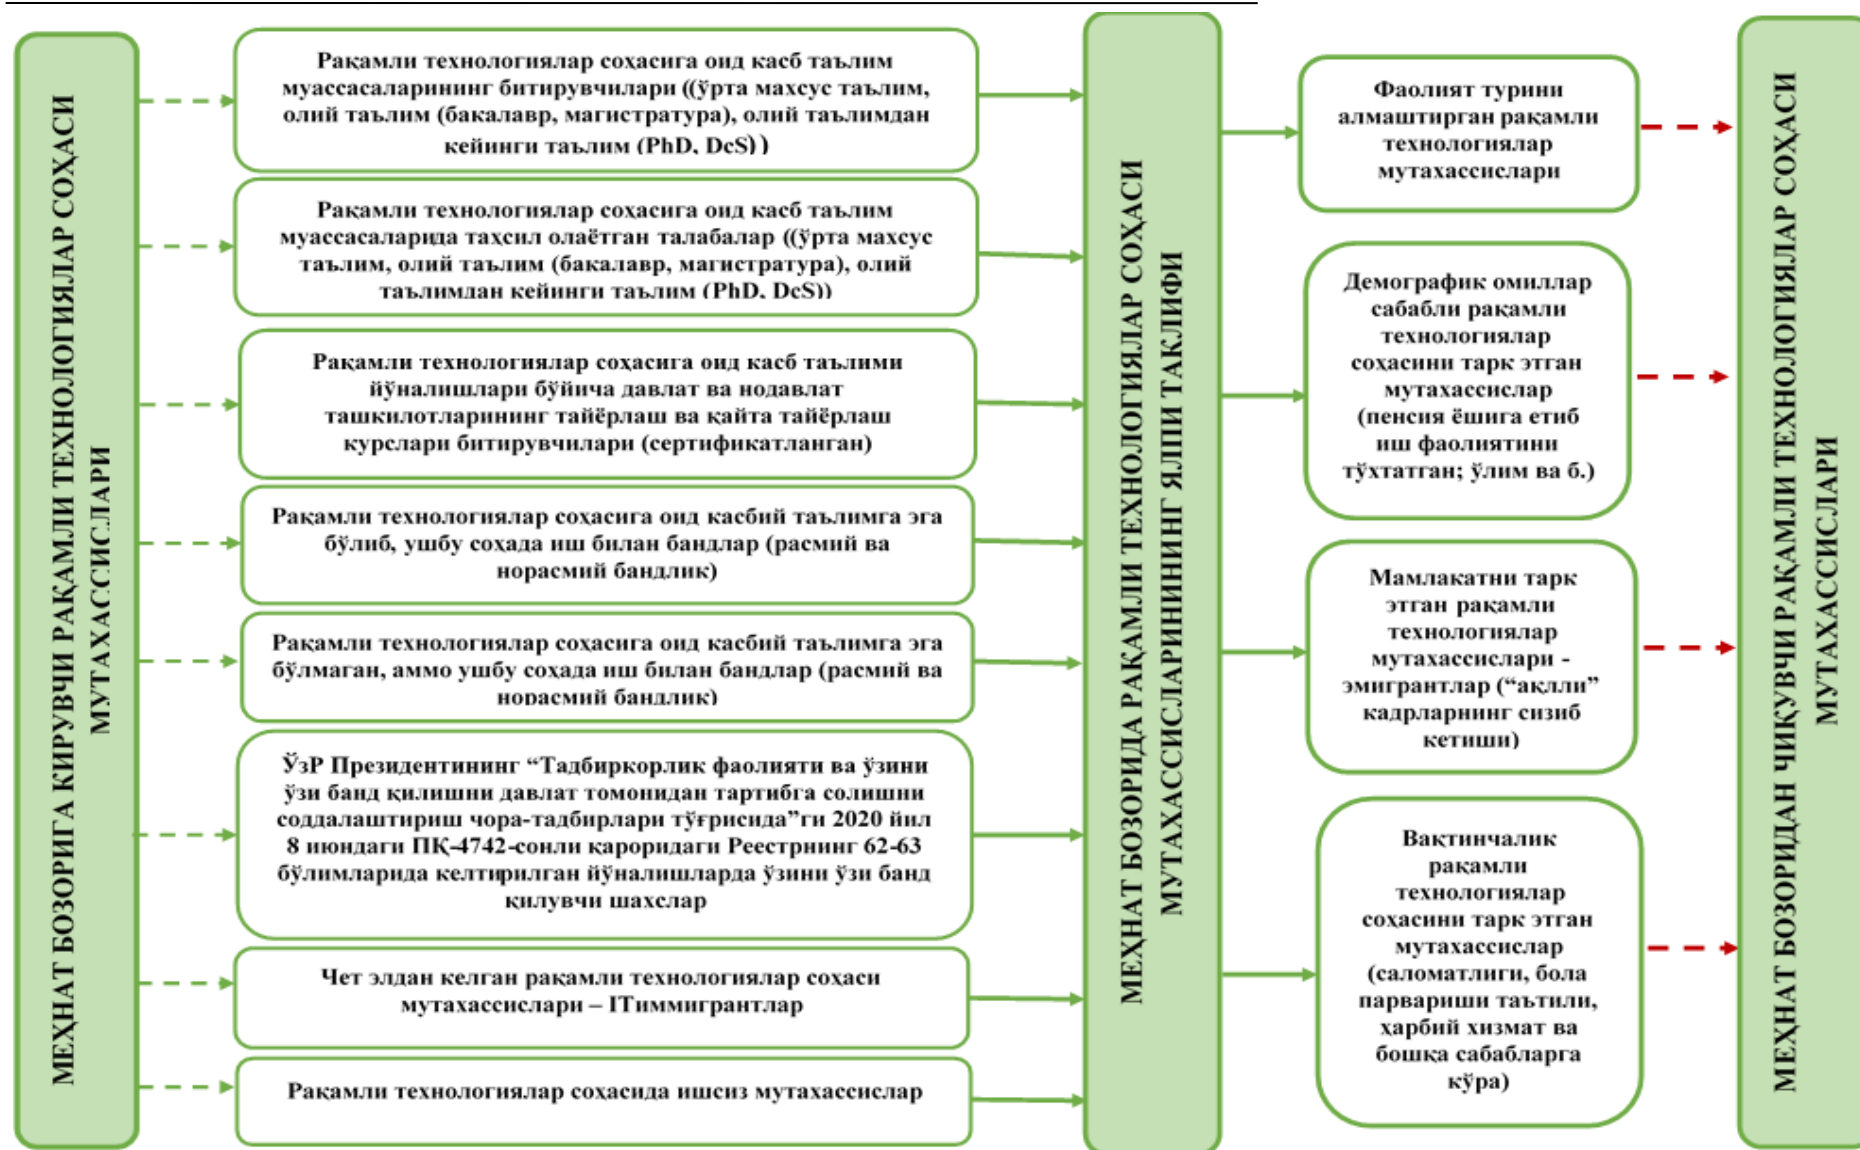 МЕҲНАТ БОЗОРИГА КИРУВЧИ РАҚАМЛИ ТЕХНОЛОГИЯЛАР СОҲАСИ
МУТАХАССИСЛАРИ
Рақамли технологиялар соҳасига оид касб таълим
муассасаларининг битирувчилари ((ўрта махсус таълим,
олий таълим (бакалавр, магистратура), олий таълимдан
кейинги таълим (PhD, DcS))
Рақамли технологиялар соҳасига оид касб таълим
муассасаларида таҳсил олаётган талабалар ((ўрта махсус
таълим, олий таълим (бакалавр, магистратура), олий
таълимдан кейинги таълим (PhD, DcS))
Рақамли технологиялар соҳасига оид касб таълими
йўналишлари бўйича давлат ва нодавлат
ташкилотларининг тайёрлаш ва қайта тайёрлаш
курслари битирувчилари (сертификатланган)
Рақамли технологиялар соҳасига оид касбий таълимга эга
бўлиб, ушбу соҳада иш билан бандлар (расмий ва
норасмий бандлик)
Рақамли технологиялар соҳасига оид касбий таълимга эга
бўлмаган, аммо ушбу соҳада иш билан бандлар (расмий ва
норасмий бандлик)
ЎзР Президентининг “Тадбиркорлик фаолияти ва ўзини
ўзи банд қилишни давлат томонидан тартибга солишни
соддалаштириш чора-тадбирлари тўғрисида”ги 2020 йил
8 июндаги ПҚ-4742-сонли қароридаги Реестрнинг 62-63
бўлимларида келтирилган йўналишларда ўзини ўзи банд
қилувчи шахслар
Чет элдан келган рақамли технологиялар соҳаси
мутахассислари – ITиммигрантлар
Рақамли технологиялар соҳасида ишсиз мутахассислар
МЕҲНАТ БОЗОРИДА РАҚАМЛИ ТЕХНОЛОГИЯЛАР СОҲАСИ
МУТАХАССИСЛАРИНИНГ ЯЛПИ ТАКЛИФИ
Фаолият турини
алмаштирган рақамли
технологиялар
мутахассислари
Демографик омиллар
сабабли рақамли
технологиялар
соҳасини тарк этган
мутахассислар
(пенсия ёшига етиб
иш фаолиятини
тўхтатган; ўлим ва б.)
Мамлакатни тарк
этган рақамли
технологиялар
мутахассислари -
эмигрантлар (“ақлли”
кадрларнинг сизиб
кетиши)
Вақтинчалик
рақамли
технологиялар
соҳасини тарк этган
мутахассислар
(саломатлиги, бола
парвариши таътили,
ҳарбий хизмат ва
бошқа сабабларга
кўра)
МЕҲНАТ БОЗОРИДАН ЧИҚУВЧИ РАҚАМЛИ ТЕХНОЛОГИЯЛАР СОҲАСИ
МУТАХАССИСЛАРИ